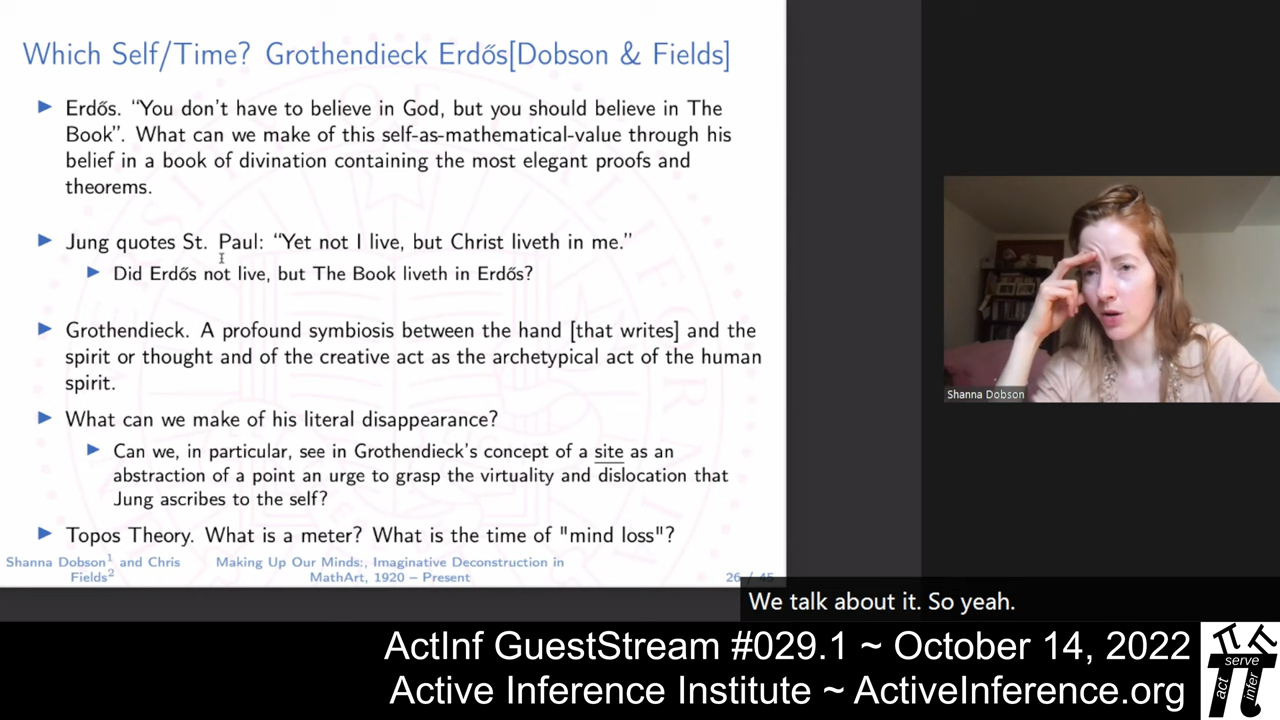 Which Self/Time? Grothendieck Erdős[Dobson & Fields]
Erdős. “You don’t have to believe in God, but you should believe in The
Book”. What can we make of this self-as-mathematical-value through his
belief in a book of divination containing the most elegant proofs and
theorems.
Jung quotes St. Paul: “Yet not I live, but Christ liveth in me.”
Did Erdős not live, but The Book liveth in Erdős?
Grothendieck. A profound symbiosis between the hand [that writes] and the
spirit or thought and of the creative act as the archetypical act of the human
spirit.
What can we make of his literal disappearance?
Can we, in particular, see in Grothendieck’s concept of a site as an
abstraction of a point an urge to grasp the virtuality and dislocation that
Jung ascribes to the self?
Topos Theory. What is a meter? What is the time of "mind loss"?
Shanna Dobson1 and Chris
Fields2
Making Up Our Minds:, Imaginative Deconstruction in
MathArt, 1920 – Present
26 / 45
Shanna Dobson
We talk about it. So yeah.
ActInf GuestStream #029.1 ~ October 14, 2022
Active Inference Institute ~ ActiveInference.org
serve
act
infer